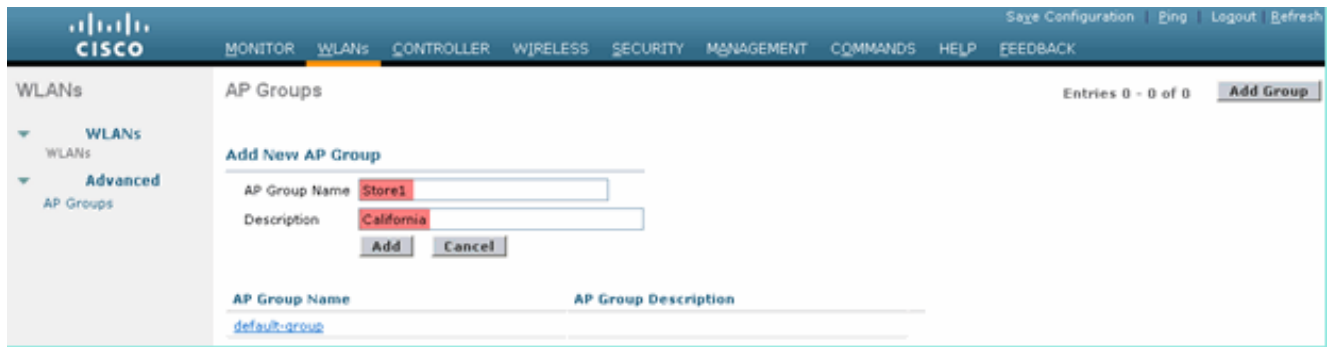 Save Configuration | Ping | Logout | Refresh
CISCO
MONITOR WLANs CONTROLLER WIRELESS SECURITY MANAGEMENT COMMANDS HELP FEEDBACK
WLANs
AP Groups
Entries 0 - 0 of 0
Add Group
WLANs
WLANs
Advanced
AP Groups
Add New AP Group
AP Group Name Store1
Description California
Add Cancel
AP Group Name AP Group Description
default-group